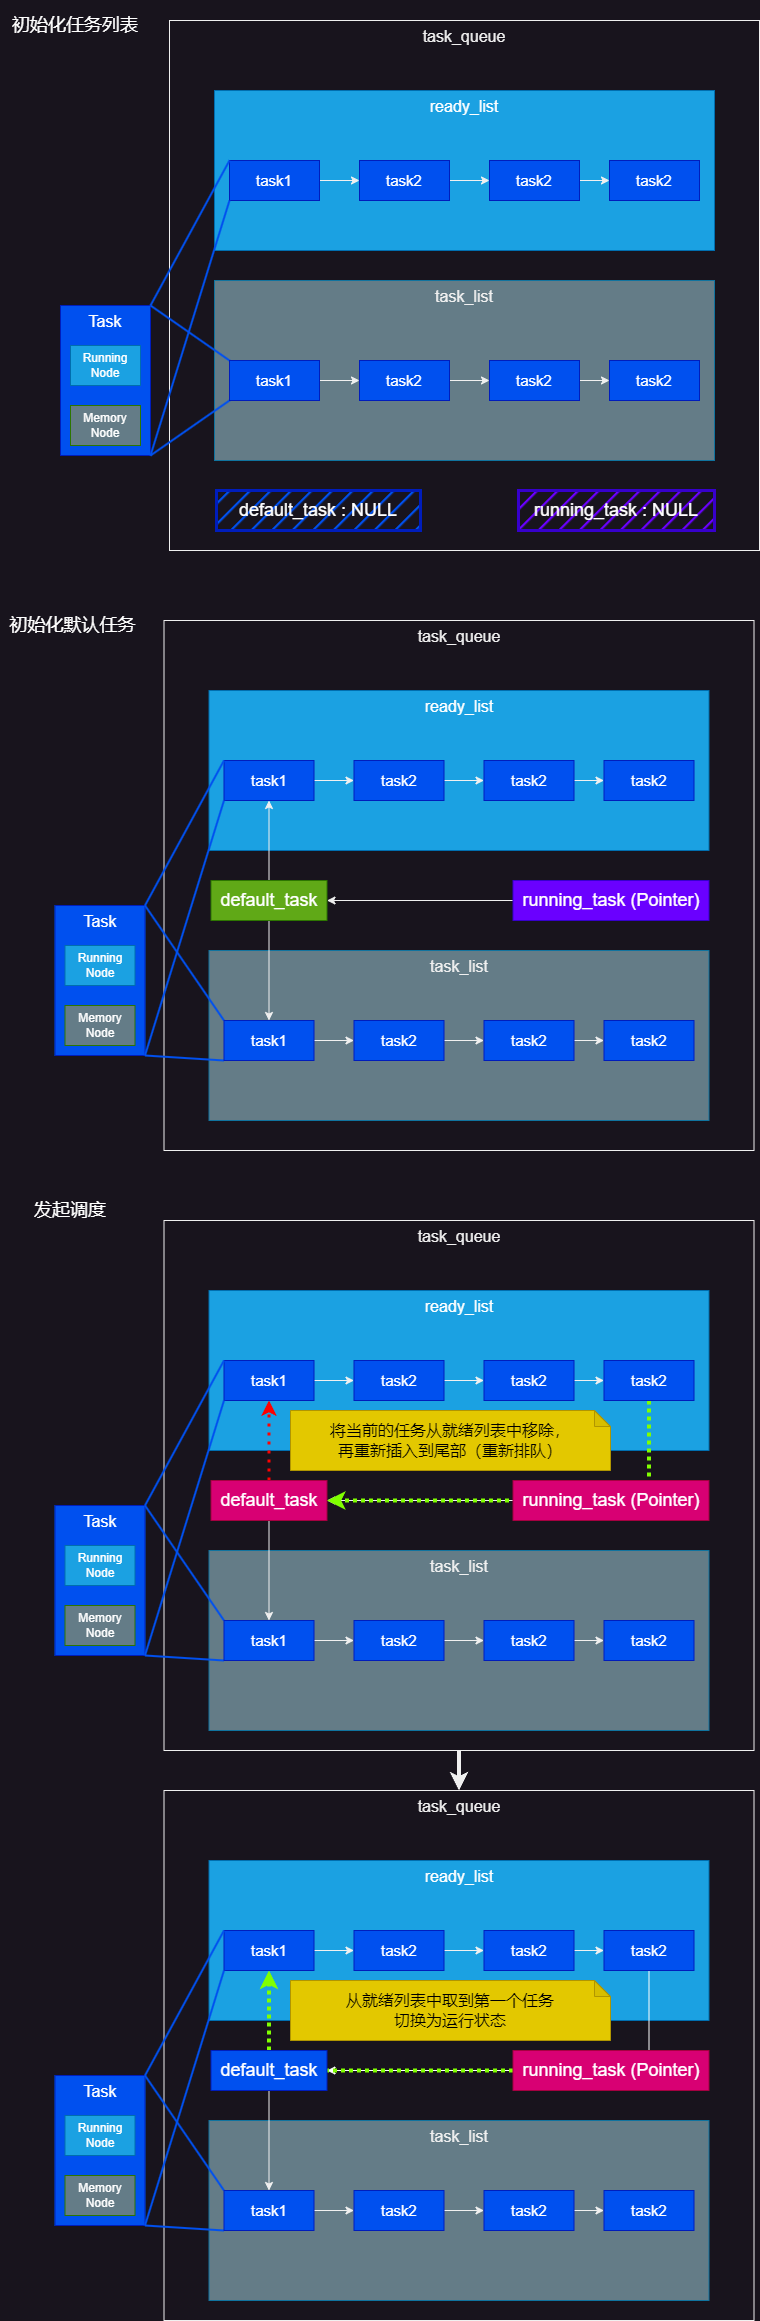 初始化任务列表
task_queue
ready_list
task1
task2
task2
task2
task_list
Task
Running
Node
Memory
Node
task1
task2
task2
task2
default_task : NULL
running_task : NULL
初始化默认任务
task_queue
ready_list
task1
task2
task2
task2
default_task
running_task (Pointer)
Task
Running
Node
Memory
Node
task_list
task1
task2
task2
task2
发起调度
task_queue
ready_list
task1
task2
task2
task2
将当前的任务从就绪列表中移除，
再重新插入到尾部（重新排队）
default_task
running_task (Pointer)
Task
Running
Node
Memory
Node
task_list
task1
task2
task2
task2
task_queue
ready_list
task1
task2
task2
task2
从就绪列表中取到第一个任务
切换为运行状态
default_task
running_task (Pointer)
Task
Running
Node
Memory
Node
task_list
task1
task2
task2
task2